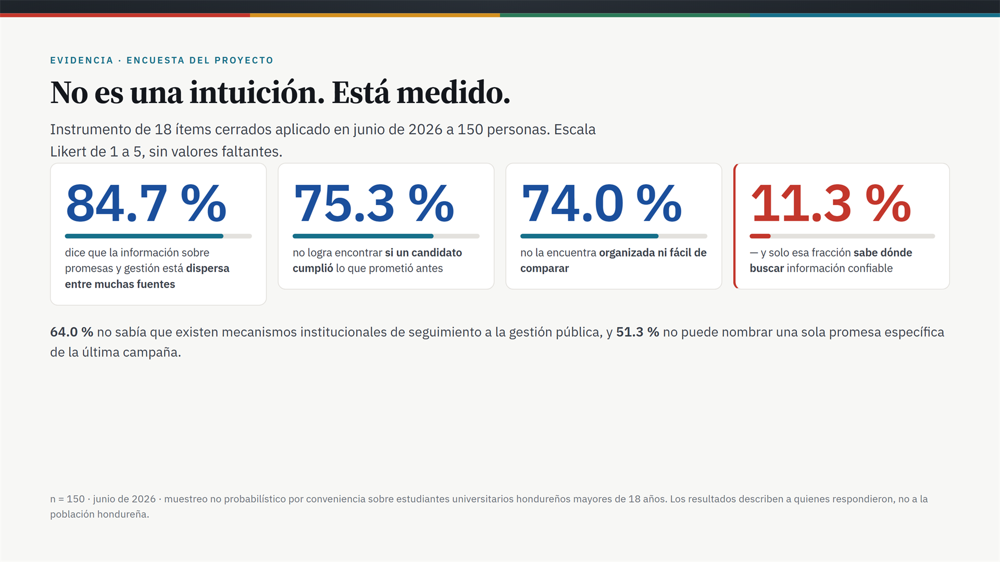 EVIDENCIA · ENCUESTA DEL PROYECTO
No es una intuición. Está medido.
Instrumento de 18 ítems cerrados aplicado en junio de 2026 a 150 personas. Escala
Likert de 1 a 5, sin valores faltantes.
84.7 %
dice que la información sobre
promesas y gestión está dispersa
entre muchas fuentes
75.3 %
no logra encontrar si un candidato
cumplió lo que prometió antes
74.0 %
no la encuentra organizada ni fácil de
comparar
11.3 %
— y solo esa fracción sabe dónde
buscar información confiable
64.0 % no sabía que existen mecanismos institucionales de seguimiento a la gestión pública, y 51.3 % no puede nombrar una sola promesa específica
de la última campaña.
n = 150 · junio de 2026 · muestreo no probabilístico por conveniencia sobre estudiantes universitarios hondureños mayores de 18 años. Los resultados describen a quienes respondieron, no a la
población hondureña.